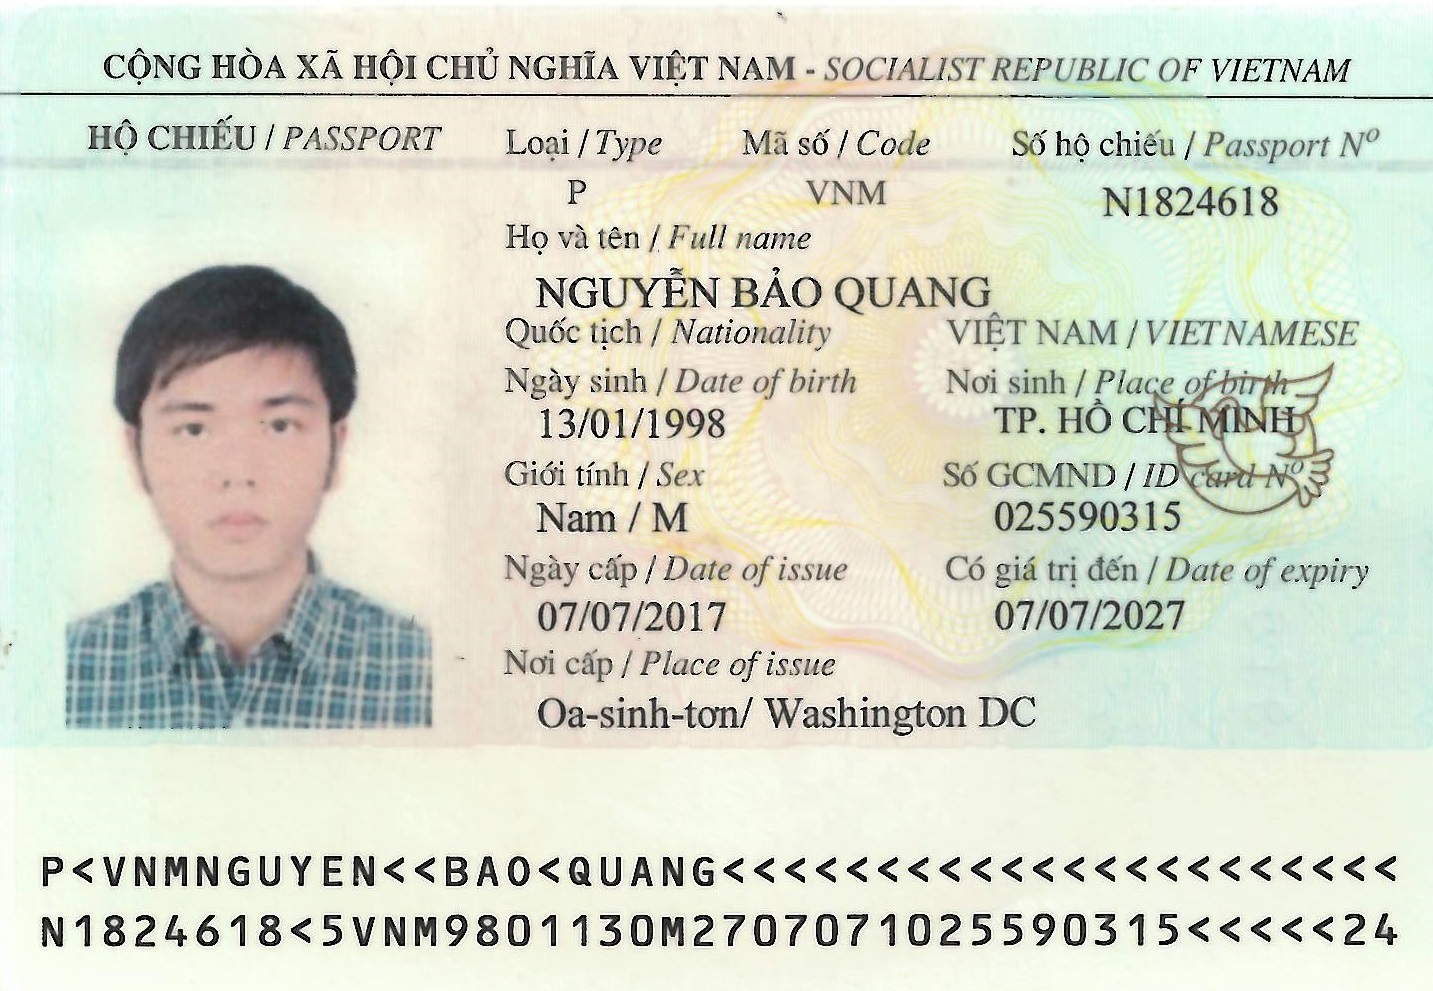 CỘNG HÒA XÃ HỘI CHỦ NGHĨA VIỆT NAM - SOCIALIST REPUBLIC OF VIETNAM
HỘ CHIẾU / PASSPORT Loại / Type Mã số / Code Số hộ chiếu / Passport Nº
P VNM N1824618
Họ và tên / Full name
NGUYỄN BẢO QUANG
Quốc tịch / Nationality VIỆT NAM / VIETNAMESE
Ngày sinh / Date of birth Nơi sinh / Place of birth
13/01/1998 TP. HỒ CHÍ MINH
Giới tính / Sex Số GCMND / ID card Nº
Nam / M 025590315
Ngày cấp / Date of issue Có giá trị đến / Date of expiry
07/07/2017 07/07/2027
Nơi cấp / Place of issue
Oa-sinh-tơn/ Washington DC
P<VNMNGUYEN<<BAO<QUANG<<<<<<<<<<<<<<<<<<<<<<
N1824618<5VNM9801130M2707071025590315<<<<<24